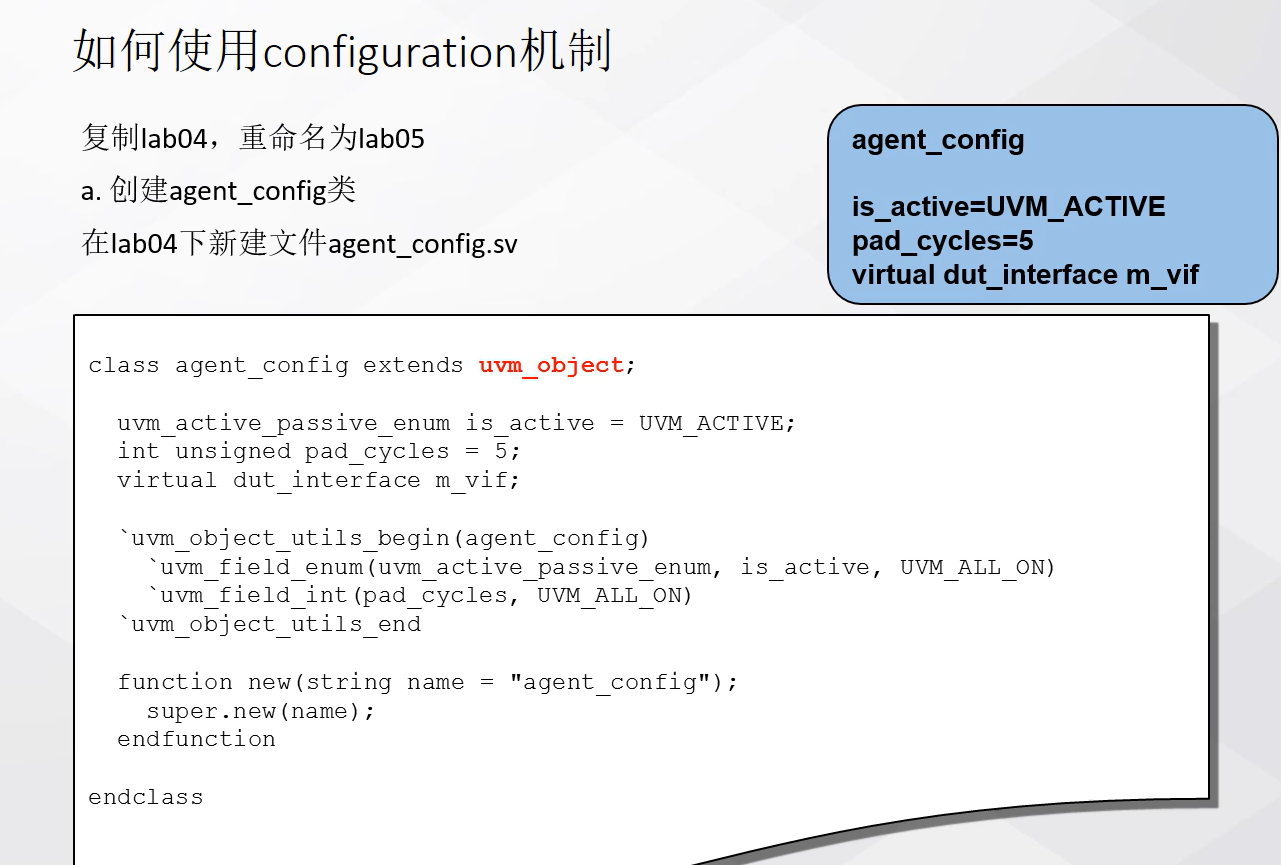 如何使用configuration机制
复制lab04，重命名为lab05
a. 创建agent_config类
在lab04下新建文件agent_config.sv
agent_config
is_active=UVM_ACTIVE
pad_cycles=5
virtual dut_interface m_vif
class agent_config extends uvm_object;
uvm_active_passive_enum is_active = UVM_ACTIVE;
int unsigned pad_cycles = 5;
virtual dut_interface m_vif;
`uvm_object_utils_begin(agent_config)
`uvm_field_enum(uvm_active_passive_enum, is_active, UVM_ALL_ON)
`uvm_field_int(pad_cycles, UVM_ALL_ON)
`uvm_object_utils_end
function new(string name = "agent_config");
super.new(name);
endfunction
endclass